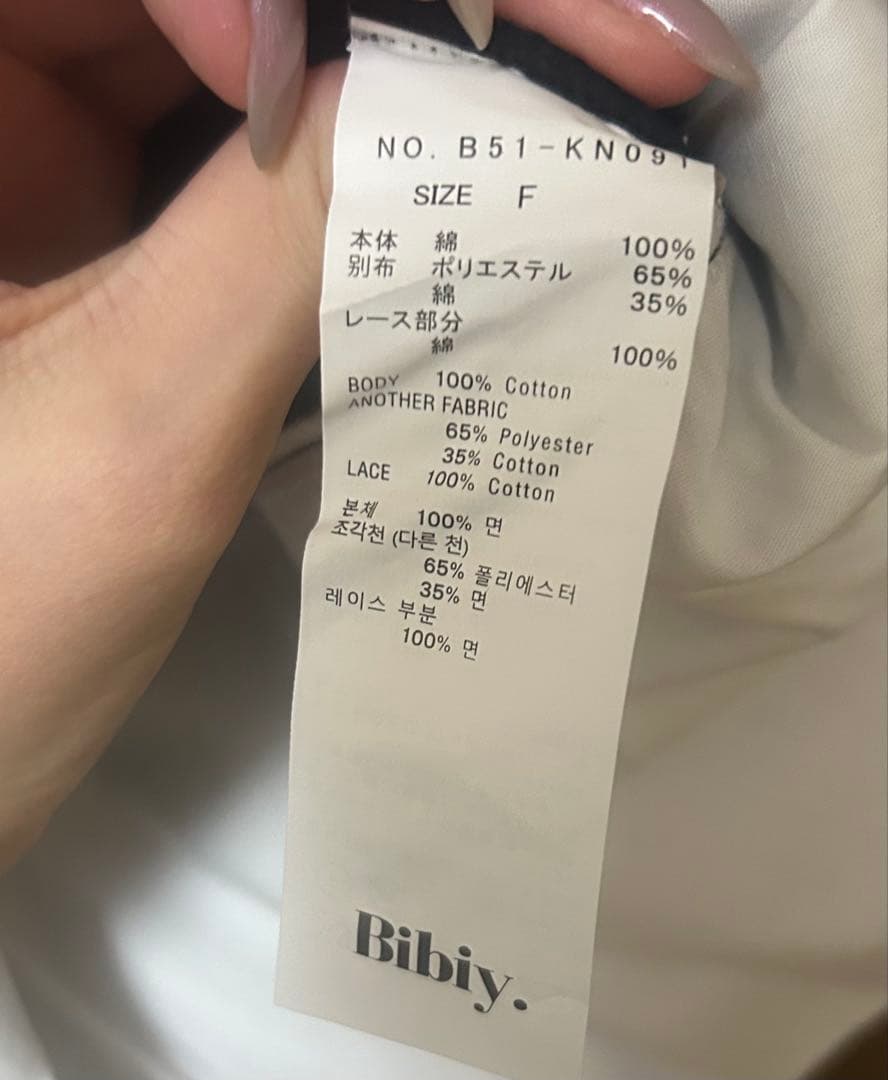 NO. B51-KN091
SIZE F
本体 綿 100%
別布 ポリエステル 65%
綿 35%
レース部分
綿 100%
BODY 100% Cotton
ANOTHER FABRIC
65% Polyester
35% Cotton
LACE 100% Cotton
본체 100% 면
조각천 (다른 천)
65% 폴리에스터
35% 면
레이스 부분
100% 면
Bibiy.